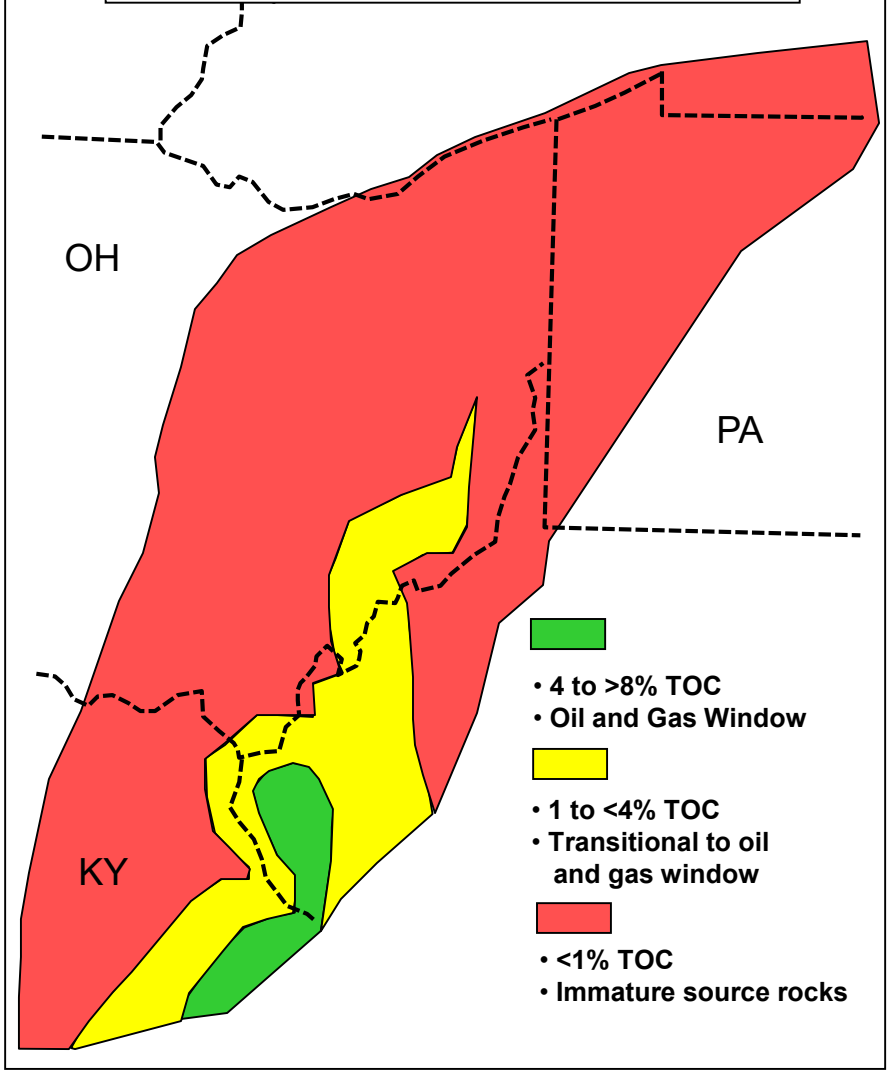 OH
PA
KY
• 4 to >8% TOC
• Oil and Gas Window
• 1 to <4% TOC
• Transitional to oil
and gas window
• <1% TOC
• Immature source rocks